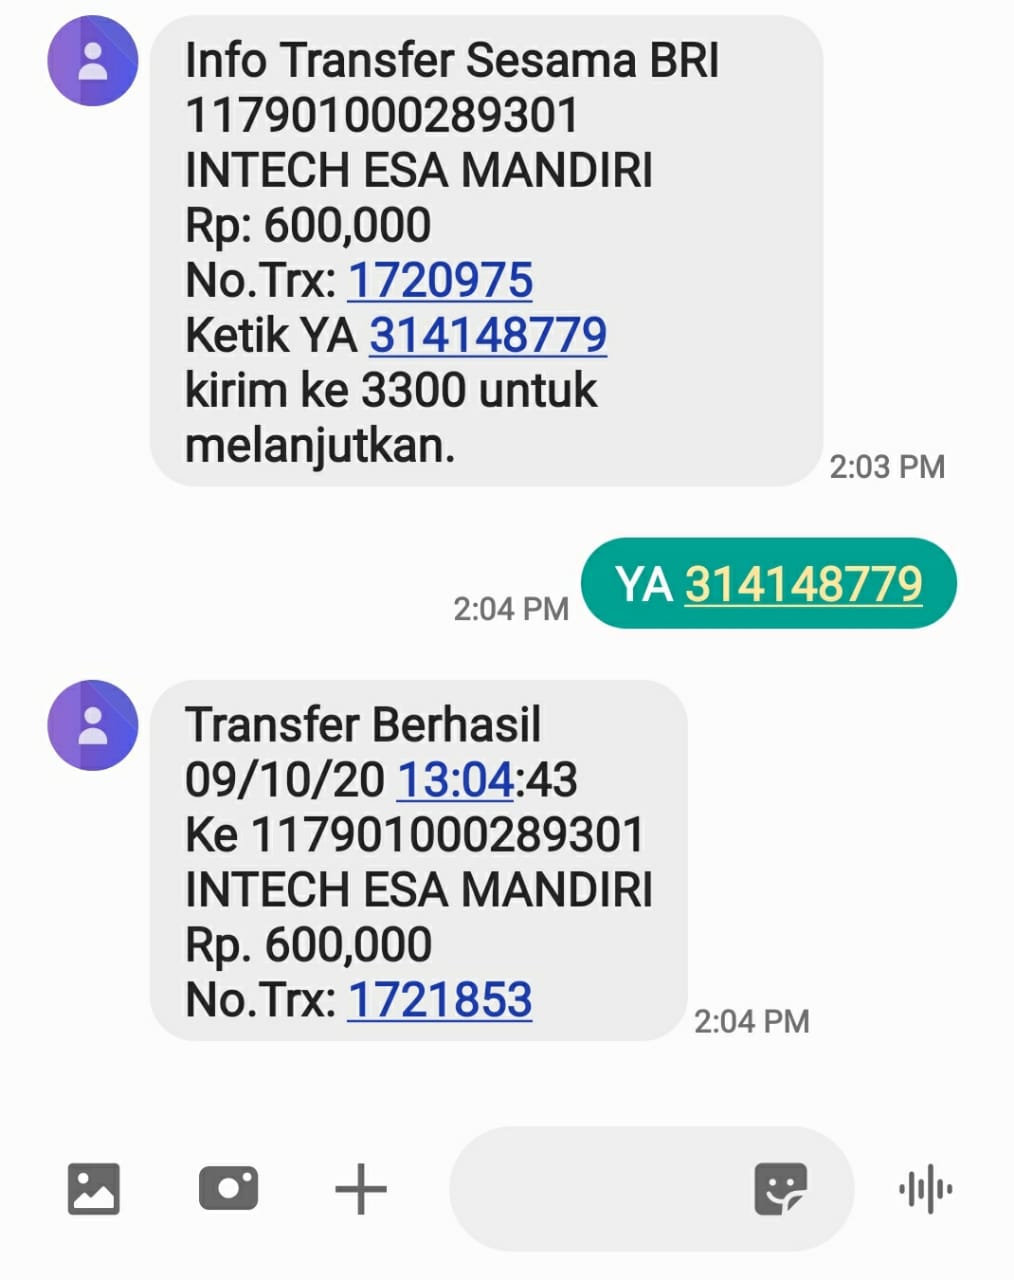 Info Transfer Sesama BRI
117901000289301
INTECH ESA MANDIRI
Rp: 600,000
No.Trx: 1720975
Ketik YA 314148779
kirim ke 3300 untuk
melanjutkan.
2:03 PM
YA 314148779
2:04 PM
Transfer Berhasil
09/10/20 13:04:43
Ke 117901000289301
INTECH ESA MANDIRI
Rp. 600,000
No.Trx: 1721853
2:04 PM